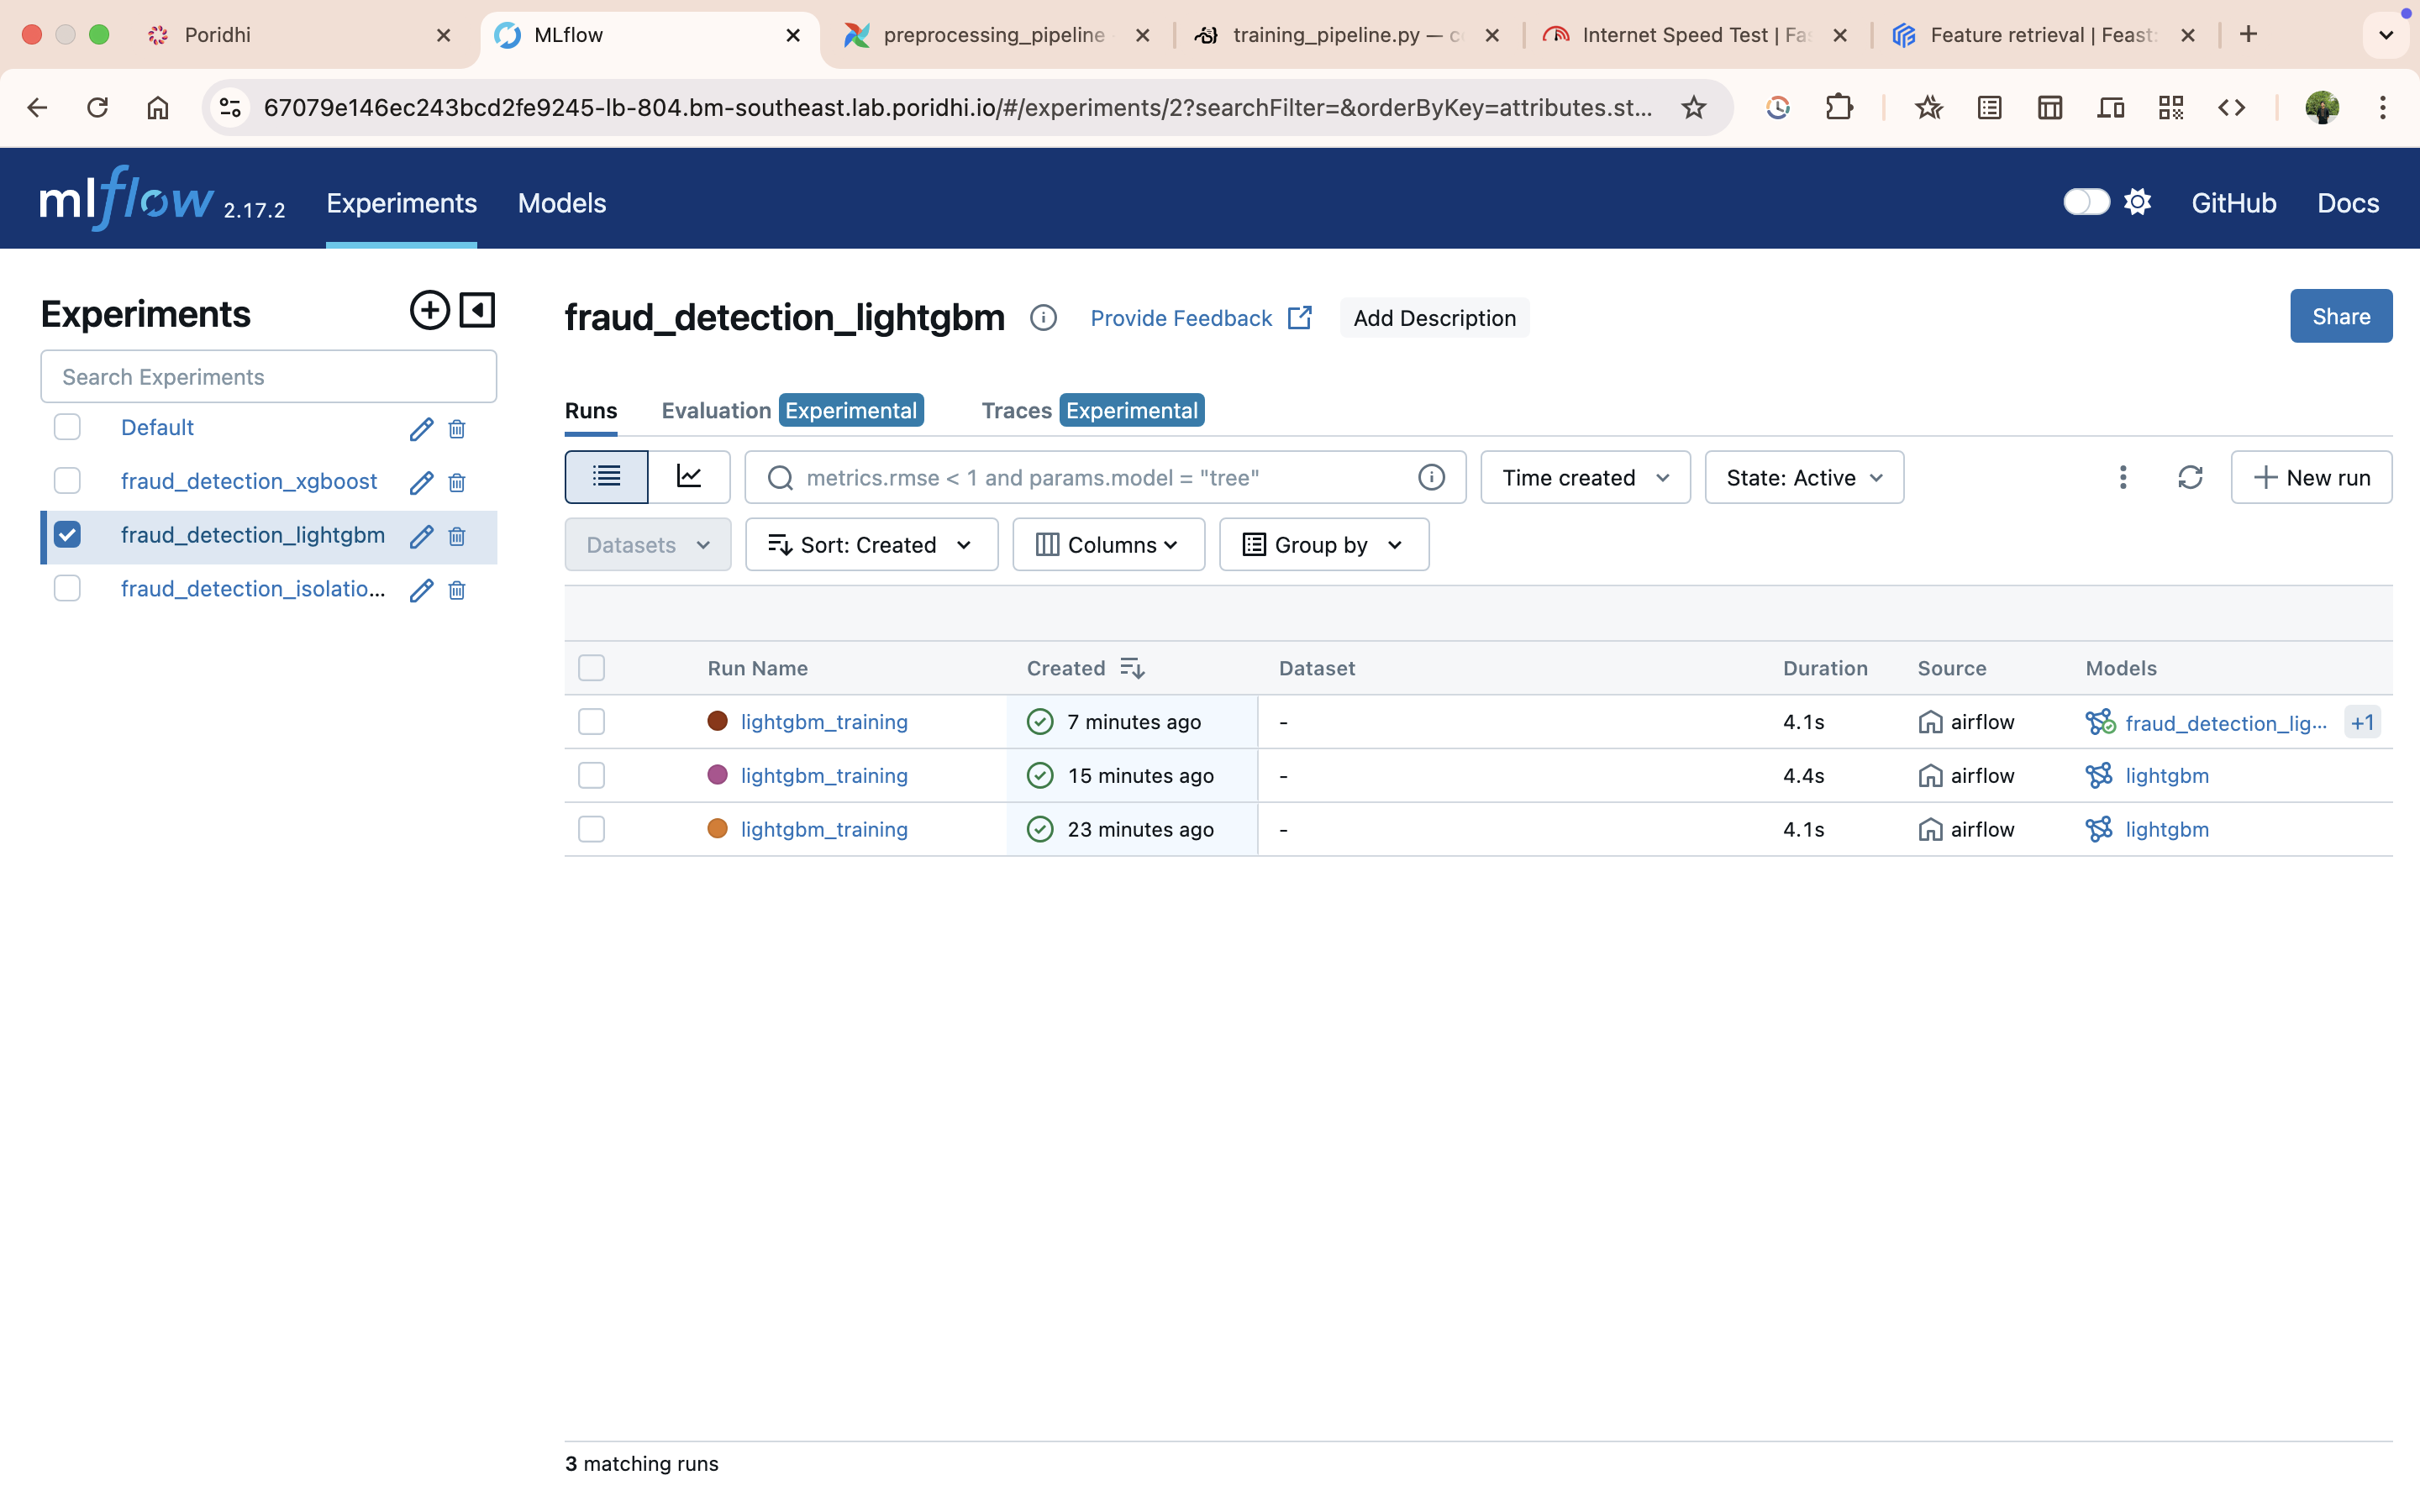 Poridhi
MLflow
preprocessing_pipeline
training_pipeline.py — c
Internet Speed Test | Fa
Feature retrieval | Feast:
67079e146ec243bcd2fe9245-lb-804.bm-southeast.lab.poridhi.io/#/experiments/2?searchFilter=&orderByKey=attributes.st...
mlflow 2.17.2
Experiments
Models
GitHub
Docs
Experiments
Search Experiments
Default
fraud_detection_xgboost
fraud_detection_lightgbm
fraud_detection_isolatio...
fraud_detection_lightgbm
Provide Feedback
Add Description
Share
Runs
Evaluation Experimental
Traces Experimental
metrics.rmse < 1 and params.model = "tree"
Time created
State: Active
New run
Datasets
Sort: Created
Columns
Group by
Run Name Created Dataset Duration Source Models
lightgbm_training 7 minutes ago - 4.1s airflow fraud_detection_lig... +1
lightgbm_training 15 minutes ago - 4.4s airflow lightgbm
lightgbm_training 23 minutes ago - 4.1s airflow lightgbm
3 matching runs